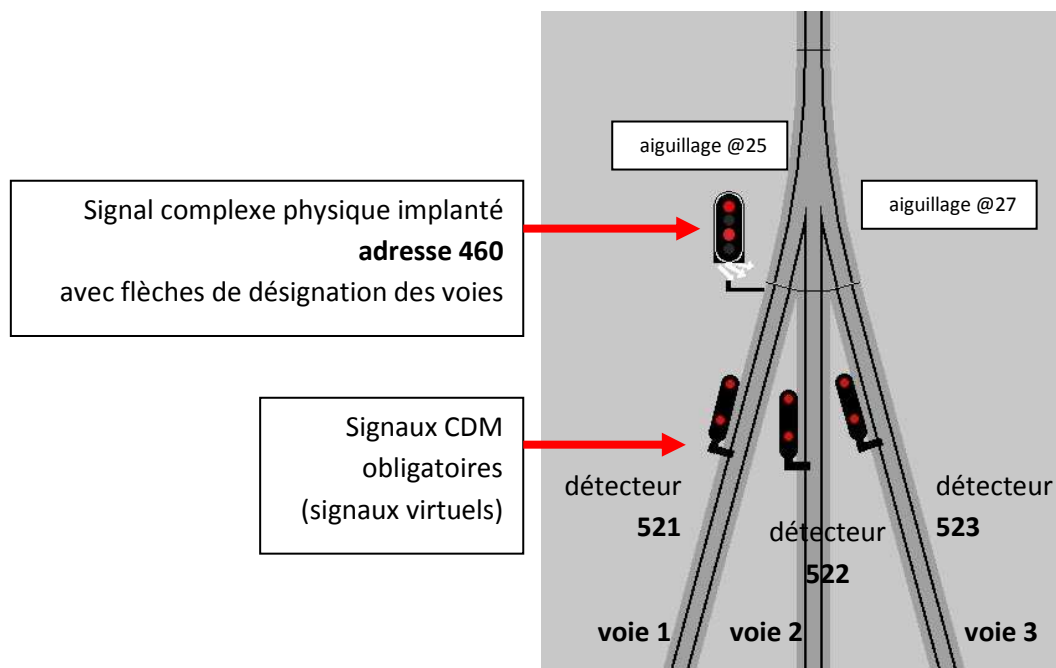 aiguillage @25
aiguillage @27
Signal complexe physique implanté
adresse 460
avec flèches de désignation des voies
Signaux CDM
obligatoires
(signaux virtuels)
détecteur
521
détecteur
522
détecteur
523
voie 1
voie 2
voie 3